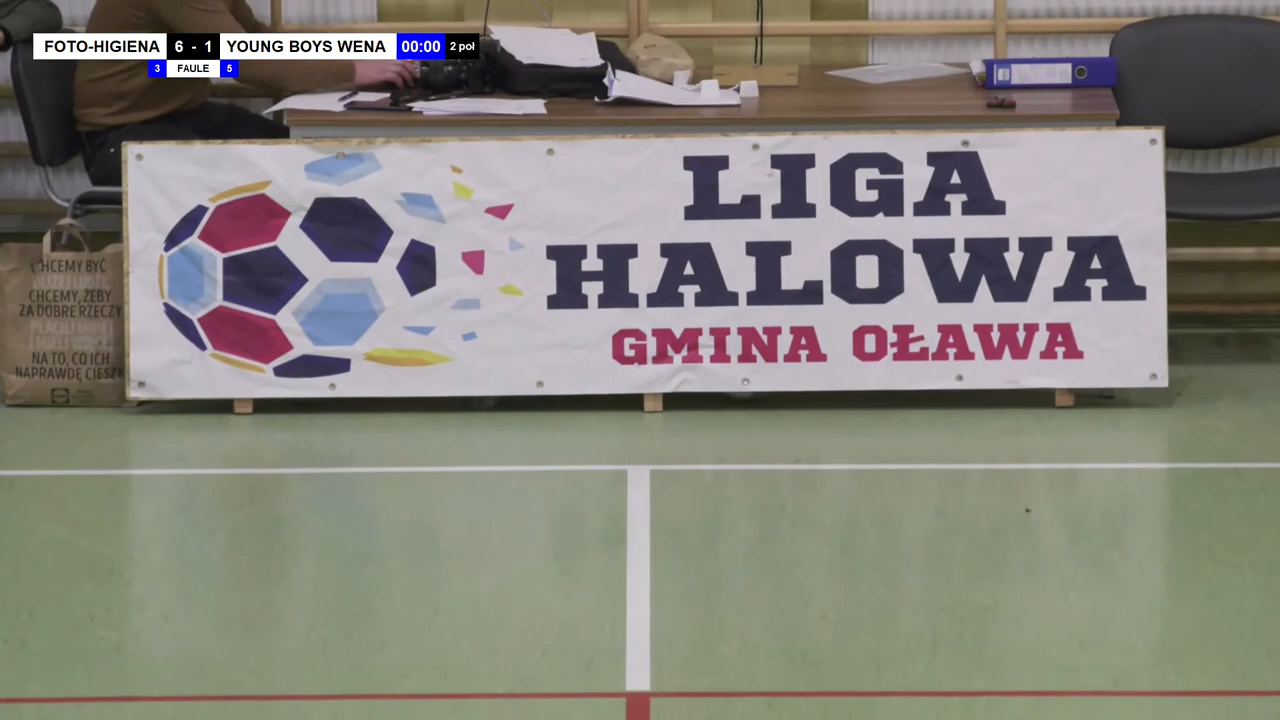 FOTO-HIGIENA 6 - 1 YOUNG BOYS WENA 00:00 2 poł
3 FAULE 5
LIGA
HALOWA
GMINA OŁAWA
CHCEMY BYĆ
CHCEMY, ŻEBY
ZA DOBRE RZECZY
NA TO, CO ICH
NAPRAWDĘ CIESZY